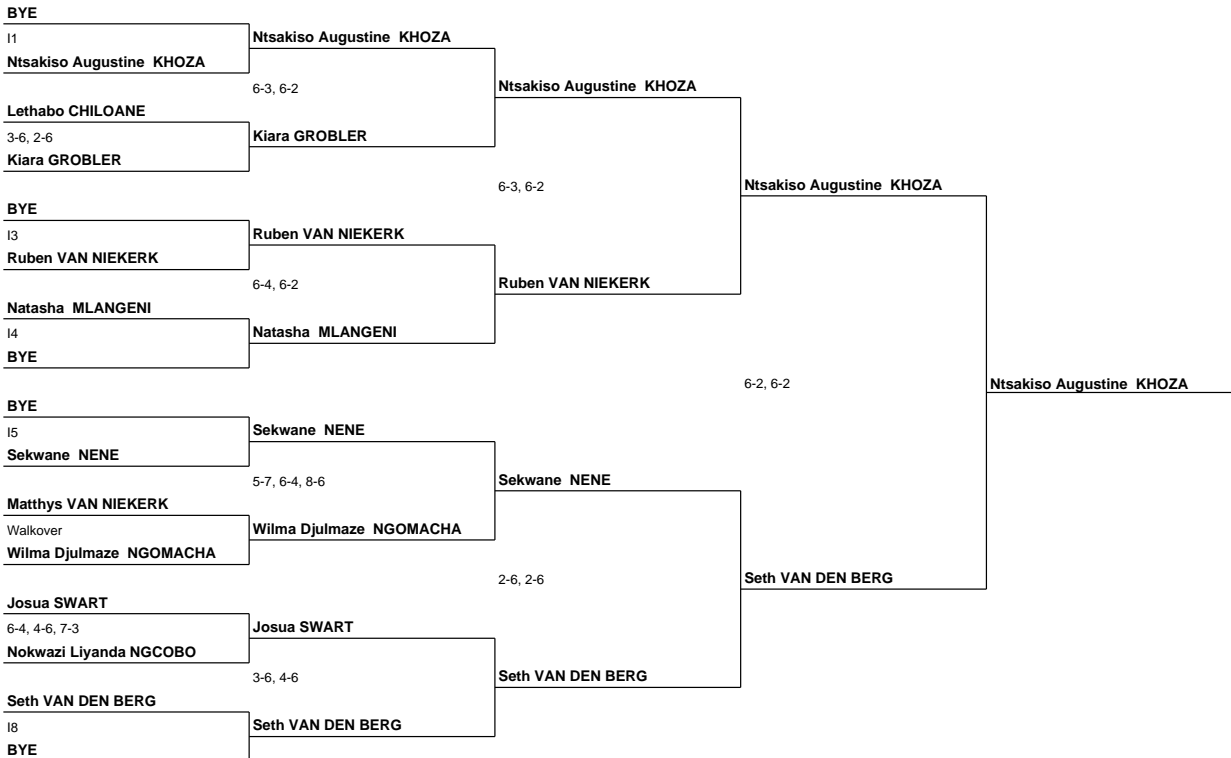 BYE
I1
Ntsakiso Augustine KHOZA
Ntsakiso Augustine KHOZA
6-3, 6-2
Ntsakiso Augustine KHOZA
Lethabo CHILOANE
3-6, 2-6
Kiara GROBLER
Kiara GROBLER
6-3, 6-2
Ntsakiso Augustine KHOZA
BYE
I3
Ruben VAN NIEKERK
Ruben VAN NIEKERK
6-4, 6-2
Ruben VAN NIEKERK
Natasha MLANGENI
I4
BYE
Natasha MLANGENI
6-2, 6-2
Ntsakiso Augustine KHOZA
BYE
I5
Sekwane NENE
Sekwane NENE
5-7, 6-4, 8-6
Sekwane NENE
Matthys VAN NIEKERK
Walkover
Wilma Djulmaze NGOMACHA
Wilma Djulmaze NGOMACHA
2-6, 2-6
Seth VAN DEN BERG
Josua SWART
6-4, 4-6, 7-3
Nokwazi Liyanda NGCOBO
Josua SWART
3-6, 4-6
Seth VAN DEN BERG
Seth VAN DEN BERG
I8
BYE
Seth VAN DEN BERG